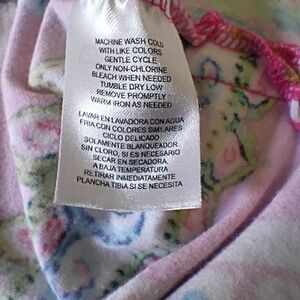 MACHINE WASH COLD
WITH LIKE COLORS
GENTLE CYCLE
ONLY NON-CHLORINE
BLEACH WHEN NEEDED
TUMBLE DRY LOW
REMOVE PROMPTLY
WARM IRON AS NEEDED
LAVAR EN LAVADORA CON AGUA
FRIA CON COLORES SIMILARES
CICLO DELICADO
SOLAMENTE BLANQUEADOR
SIN CLORO, SI ES NECESARIO
SECAR EN SECADORA,
A BAJA TEMPERATURA
RETIRAR INMEDIATAMENTE
PLANCHA TIBIA SI SE NECESITA